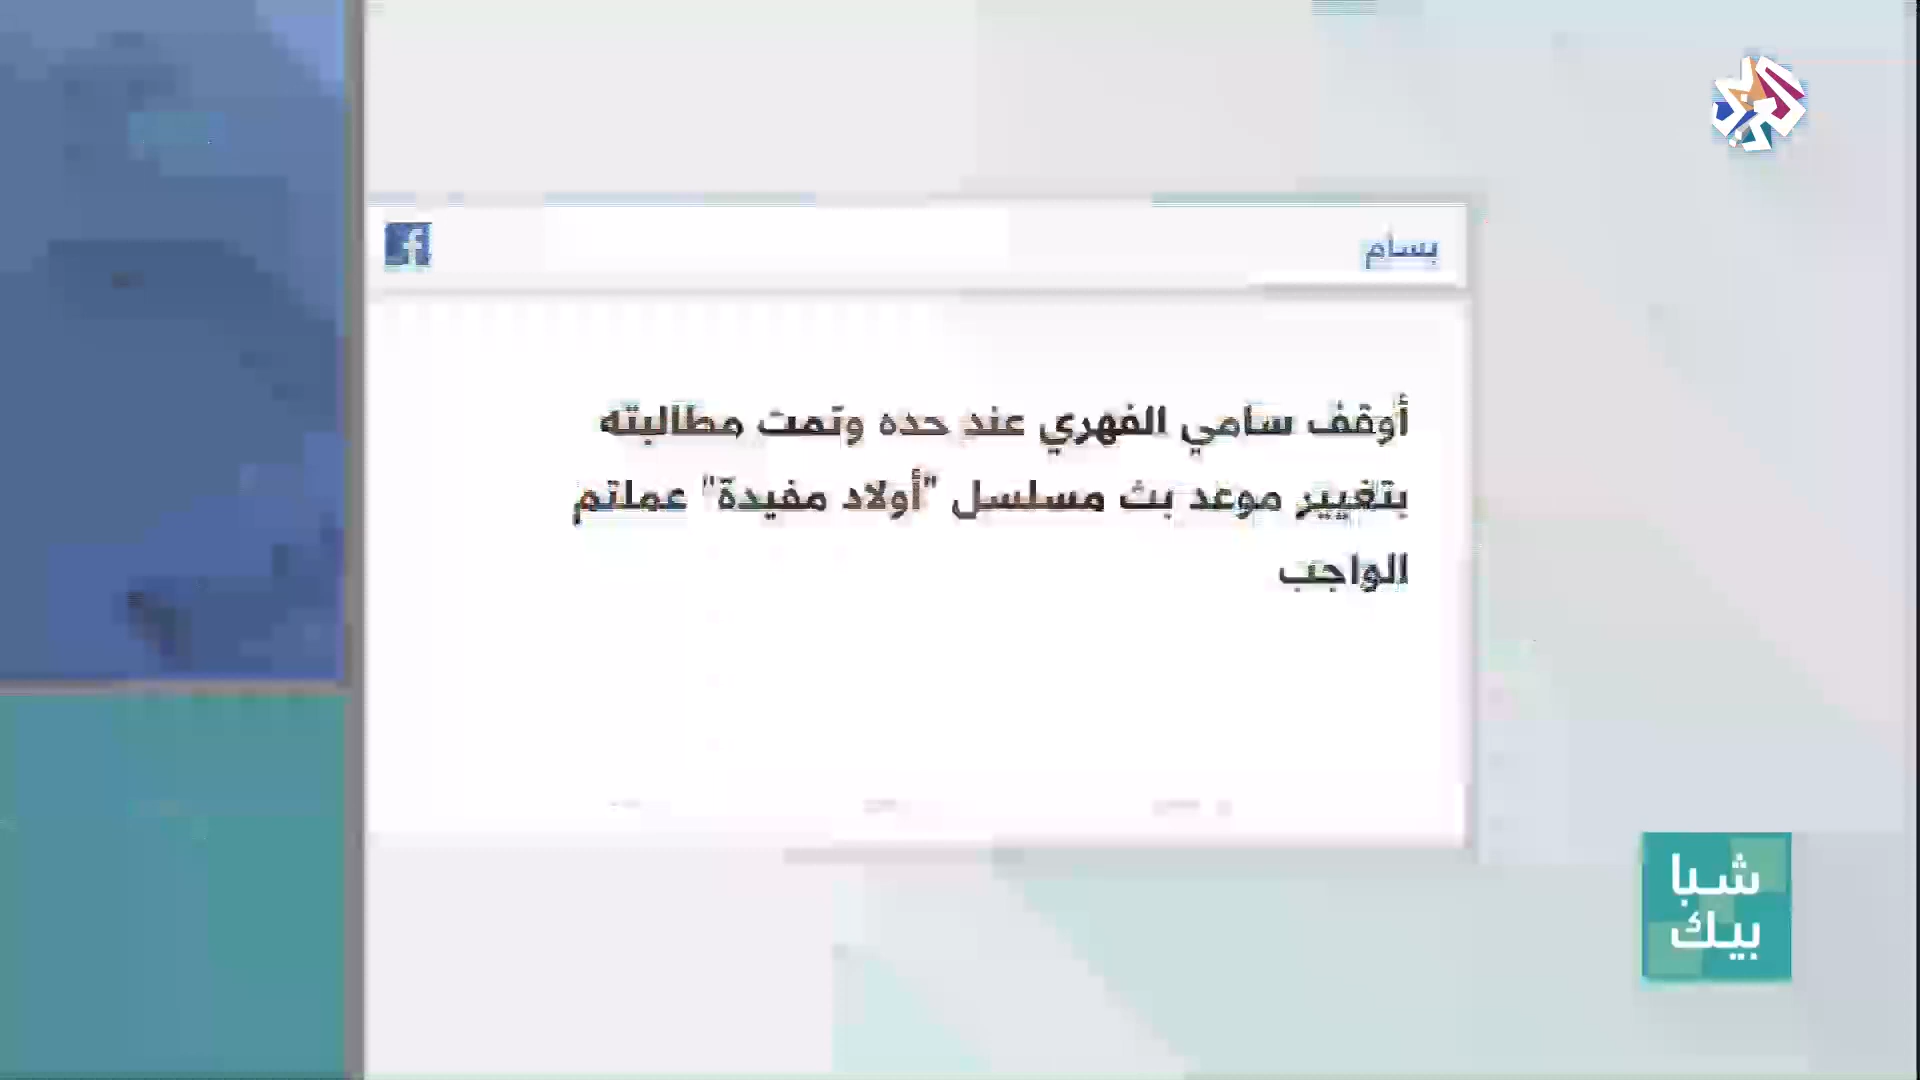 بسام
أوقف سامي الفهري عند حده وتمت مطالبته
بتغيير موعد بث مسلسل "أولاد مفيدة" عملتم
الواجب
شبا
بيك